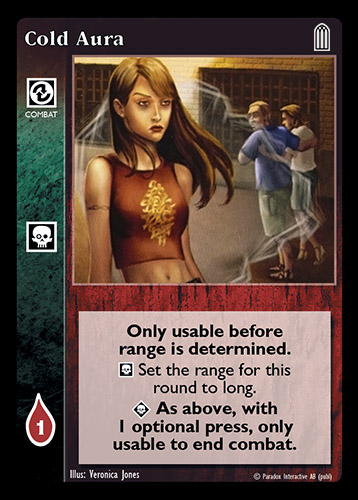 Cold Aura
COMBAT
Only usable before
range is determined.
Set the range for this
round to long.
As above, with
1 optional press, only
usable to end combat.
1
Illus: Veronica Jones
© Paradox Interactive AB (publ)